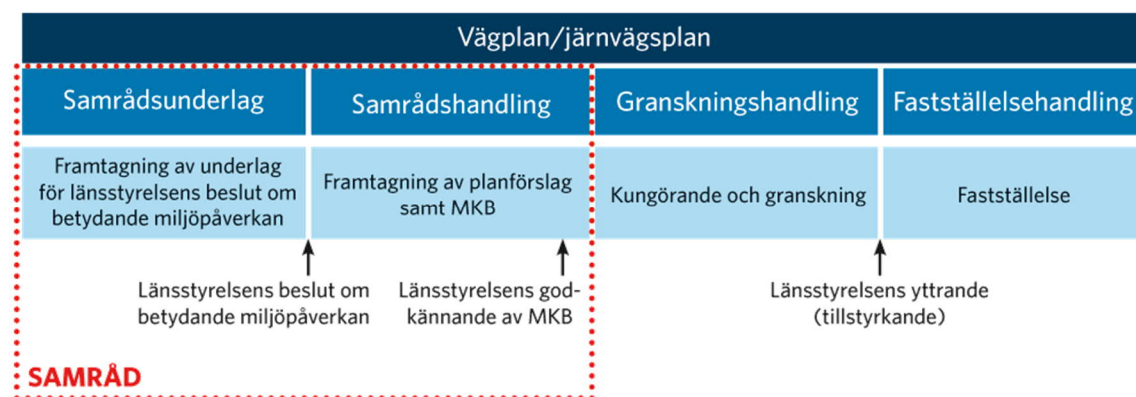 Vägplan/järnvägsplan
Samrådsunderlag
Samrådshandling
Granskningshandling
Fastställelsehandling
Framtagning av underlag
för länsstyrelsens beslut om
betydande miljöpåverkan
Framtagning av planförslag
samt MKB
Kungörande och granskning
Fastställelse
Länsstyrelsens beslut om
betydande miljöpåverkan
Länsstyrelsens god-
kännande av MKB
Länsstyrelsens yttrande
(tillstyrkande)
SAMRÅD